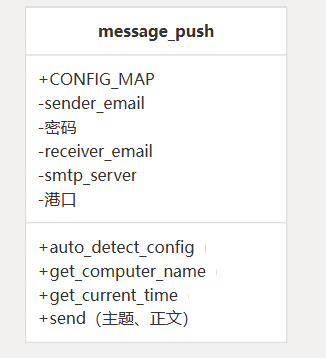 message_push
+CONFIG_MAP
-sender_email
-密码
-receiver_email
-smtp_server
-港口
+auto_detect_config（
+get_computer_name（
+get_current_time（
+send（主题、正文）